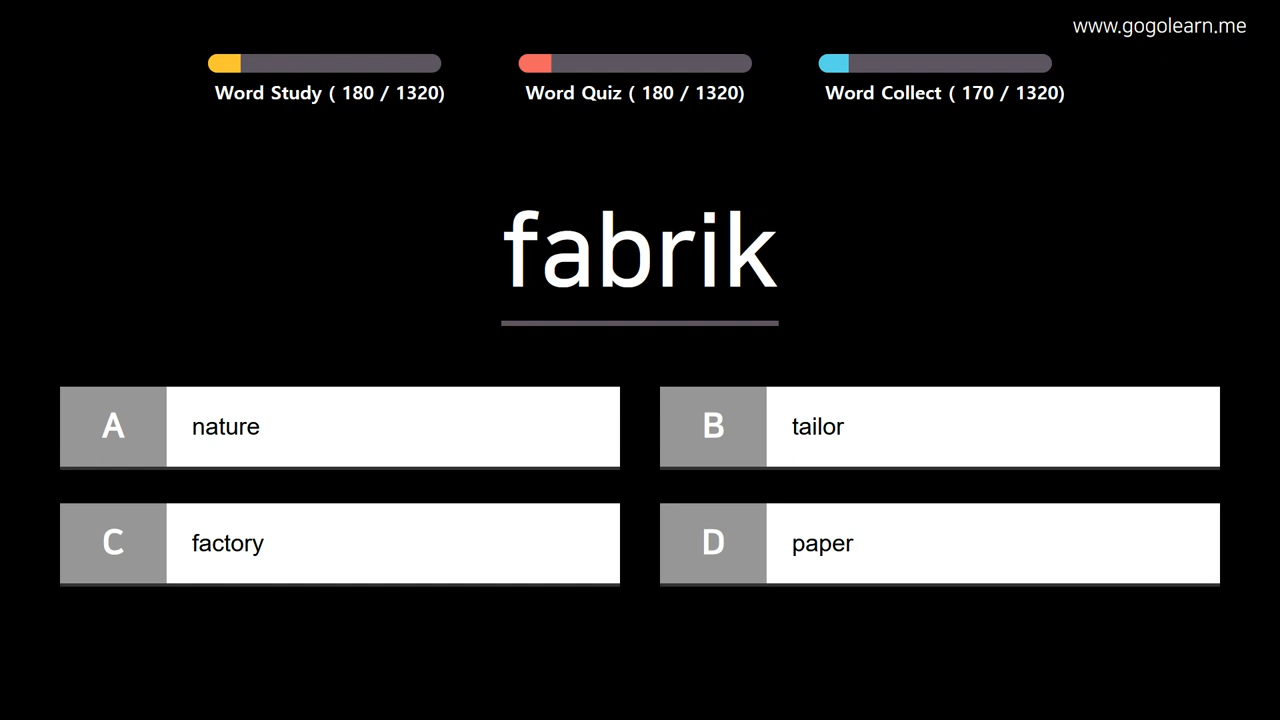 www.gogolearn.me
Word Study ( 180 / 1320)
Word Quiz ( 180 / 1320)
Word Collect ( 170 / 1320)
fabrik
A nature
B tailor
C factory
D paper